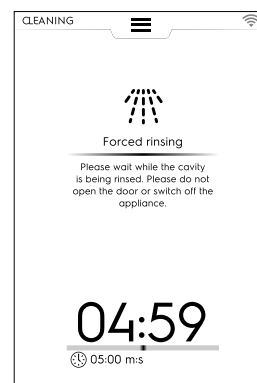 CLEANING
Forced rinsing
Please wait while the cavity
is being rinsed. Please do not
open the door or switch off the
appliance.
04:59
05:00 m:s